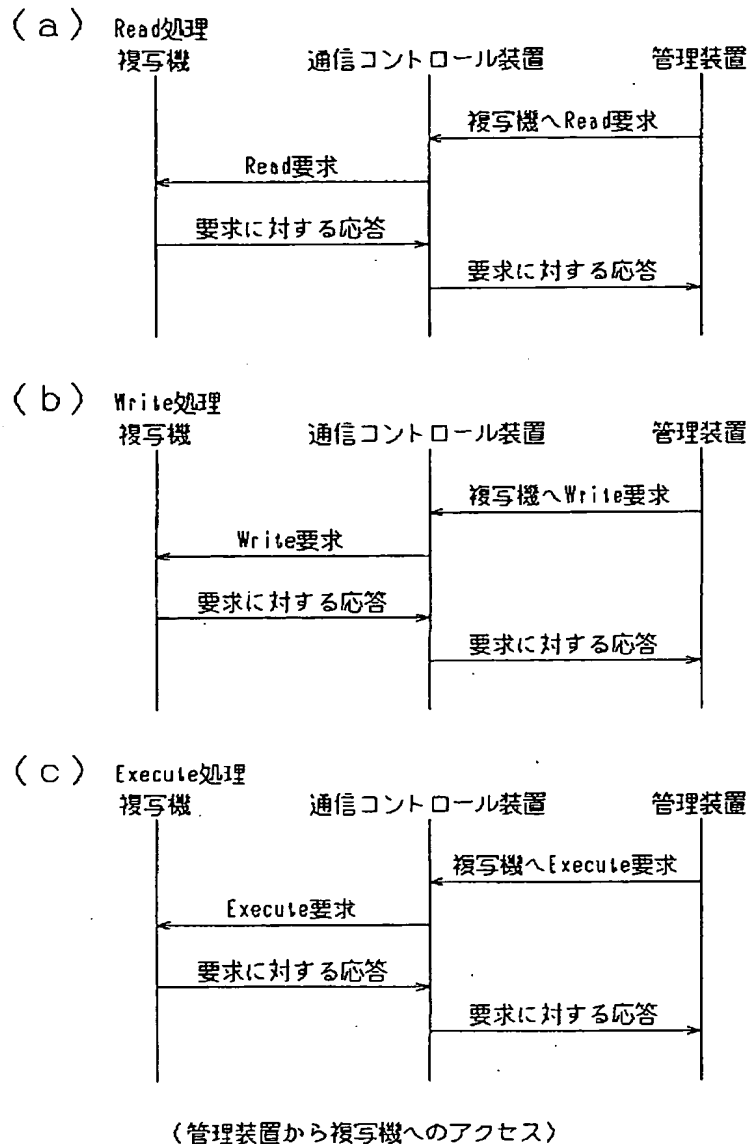 (a) Read処理
複写機 通信コントロール装置 管理装置
複写機へRead要求
Read要求
要求に対する応答
要求に対する応答
(b) Write処理
複写機 通信コントロール装置 管理装置
複写機へWrite要求
Write要求
要求に対する応答
要求に対する応答
(c) Execute処理
複写機 通信コントロール装置 管理装置
複写機へExecute要求
Execute要求
要求に対する応答
要求に対する応答
(管理装置から複写機へのアクセス)